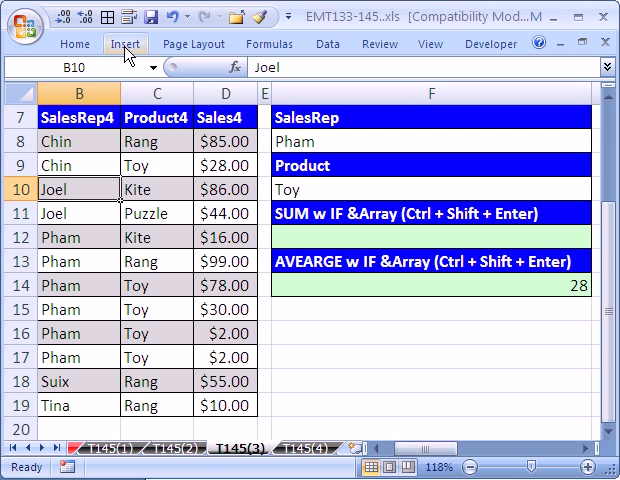 EMT133-145..xls [Compatibility Mod...M
Home Insert Page Layout Formulas Data Review View Developer
B10 fx Joel
B C D E F
7 SalesRep4 Product4 Sales4 SalesRep
8 Chin Rang $85.00 Pham
9 Chin Toy $28.00 Product
10 Joel Kite $86.00 Toy
11 Joel Puzzle $44.00 SUM w IF &Array (Ctrl + Shift + Enter)
12 Pham Kite $16.00
13 Pham Rang $99.00 AVEARGE w IF &Array (Ctrl + Shift + Enter)
14 Pham Toy $78.00 28
15 Pham Toy $30.00
16 Pham Toy $2.00
17 Pham Toy $2.00
18 Suix Rang $55.00
19 Tina Rang $10.00
20
T145(1) T145(2) T145(3) T145(4)
Ready 118%